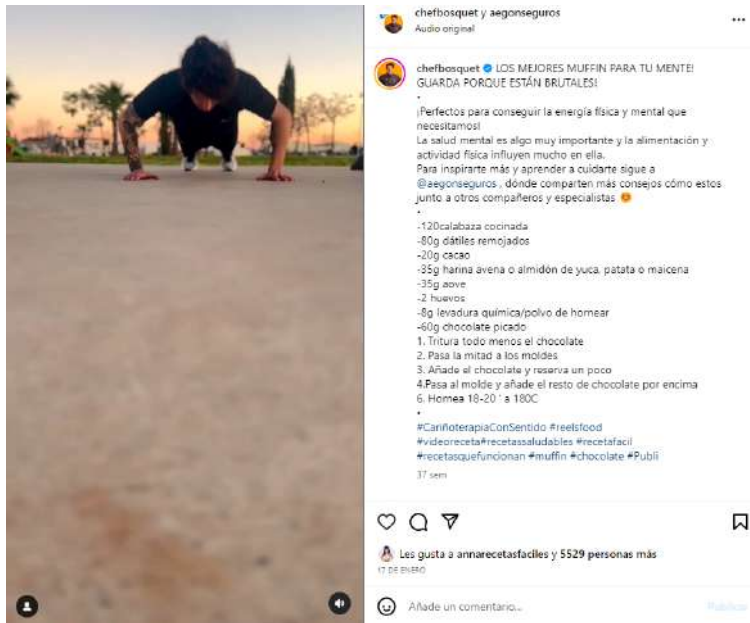 chefbosquet y aegonseguros
Audio original
chefbosquet LOS MEJORES MUFFIN PARA TU MENTE!
GUARDA PORQUE ESTÁN BRUTALES!
¡Perfectos para conseguir la energía física y mental que
necesitamos!
La salud mental es algo muy importante y la alimentación y
actividad física influyen mucho en ella.
Para inspirarte más y aprender a cuidarte sigue a
@aegonseguros , dónde comparten más consejos cómo estos
junto a otros compañeros y especialistas
-120calabaza cocinada
-80g dátiles remojados
-20g cacao
-35g harina avena o almidón de yuca, patata o maicena
-35g aove
-2 huevos
-8g levadura química/polvo de hornear
-60g chocolate picado
1. Tritura todo menos el chocolate
2. Pasa la mitad a los moldes
3. Añade el chocolate y reserva un poco
4.Pasa al molde y añade el resto de chocolate por encima
6. Hornea 18-20 ' a 180C
#CariñoterapiaConSentido #reelsfood
#videoreceta#recetassaludables #recetafacil
#recetasquefuncionan #muffin #chocolate #Publi
37 sem
Les gusta a annarecetasfaciles y 5529 personas más
17 DE ENERO
Añade un comentario...
Publicar